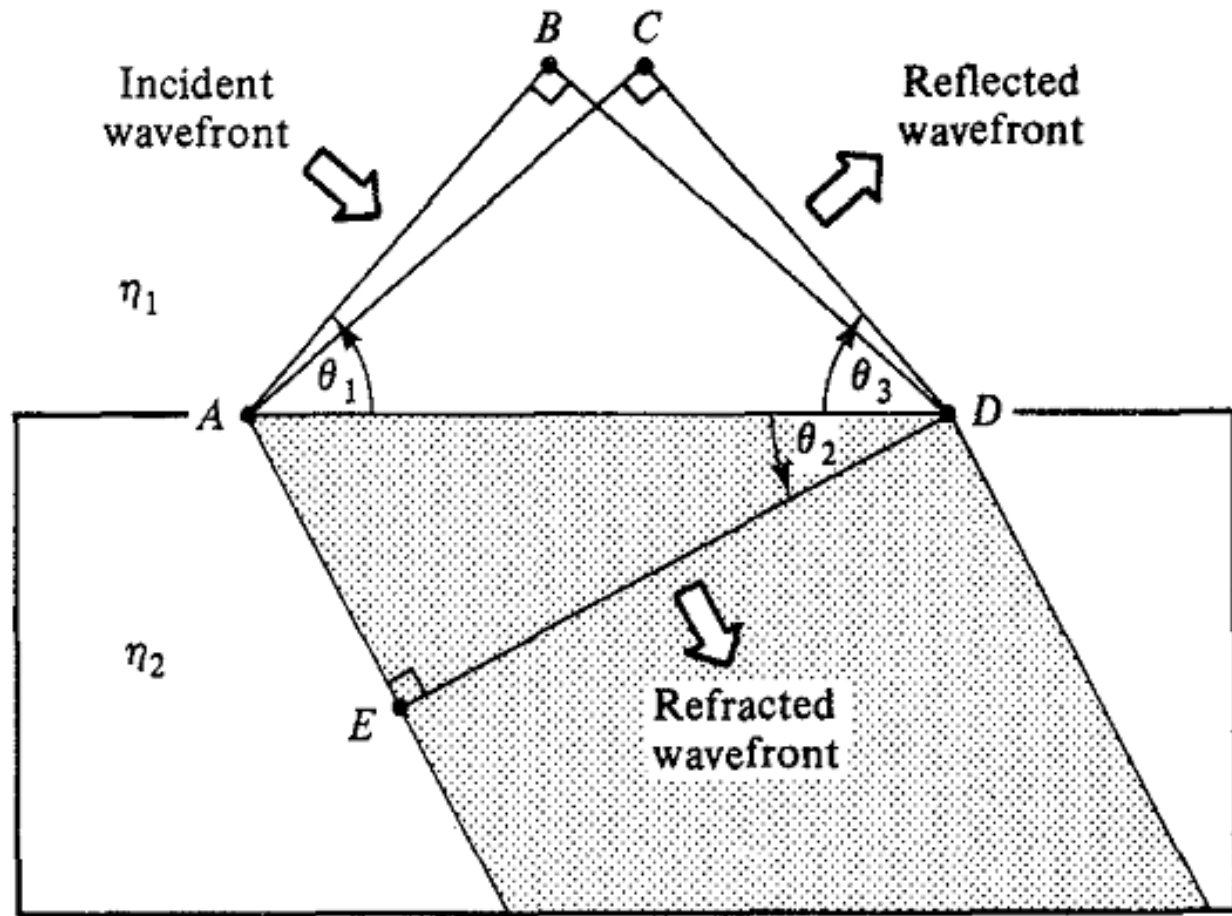 B
C
Incident
wavefront
Reflected
wavefront
η1
θ1
θ3
A
D
θ2
η2
E
Refracted
wavefront